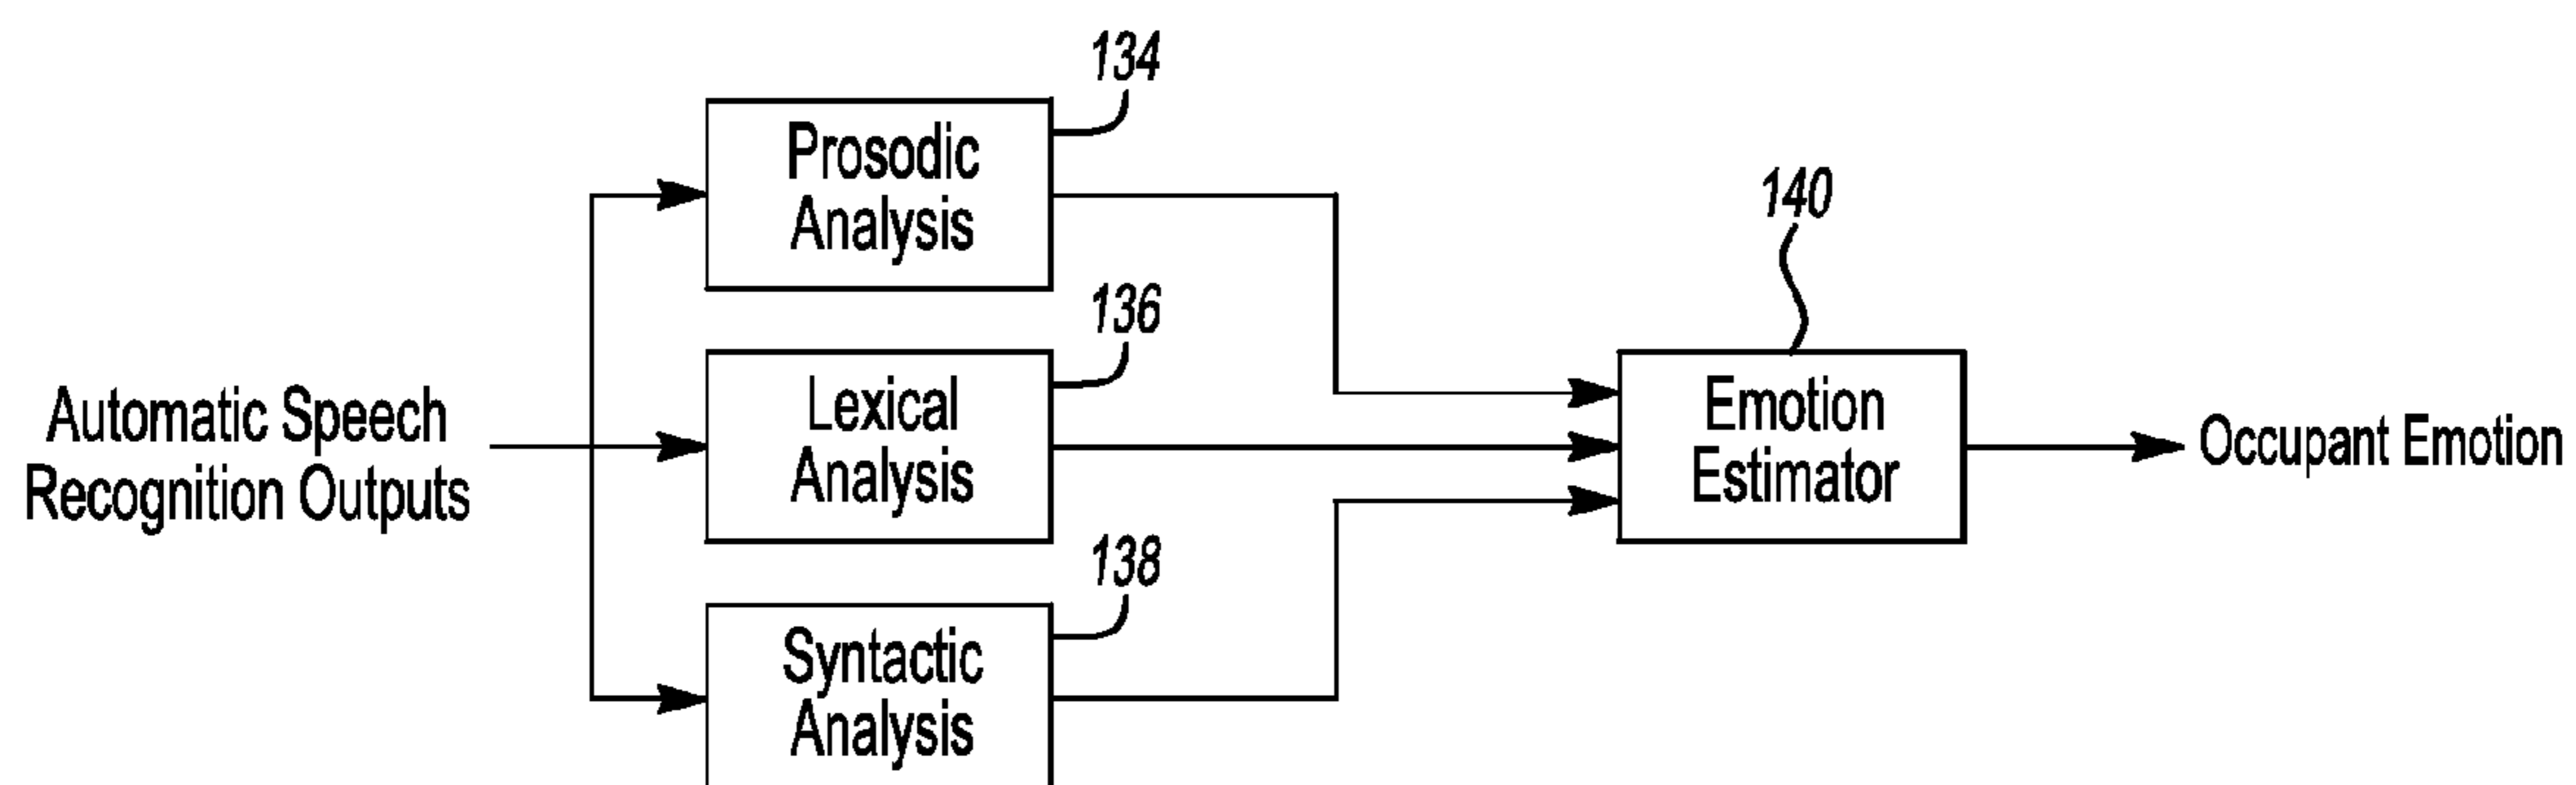 134
Prosodic
Analysis
140
136
Automatic Speech
Recognition Outputs
Lexical
Analysis
Emotion
Estimator
Occupant Emotion
138
Syntactic
Analysis